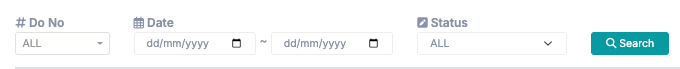 # Do No Date Status
ALL dd/mm/yyyy ~ dd/mm/yyyy ALL Search